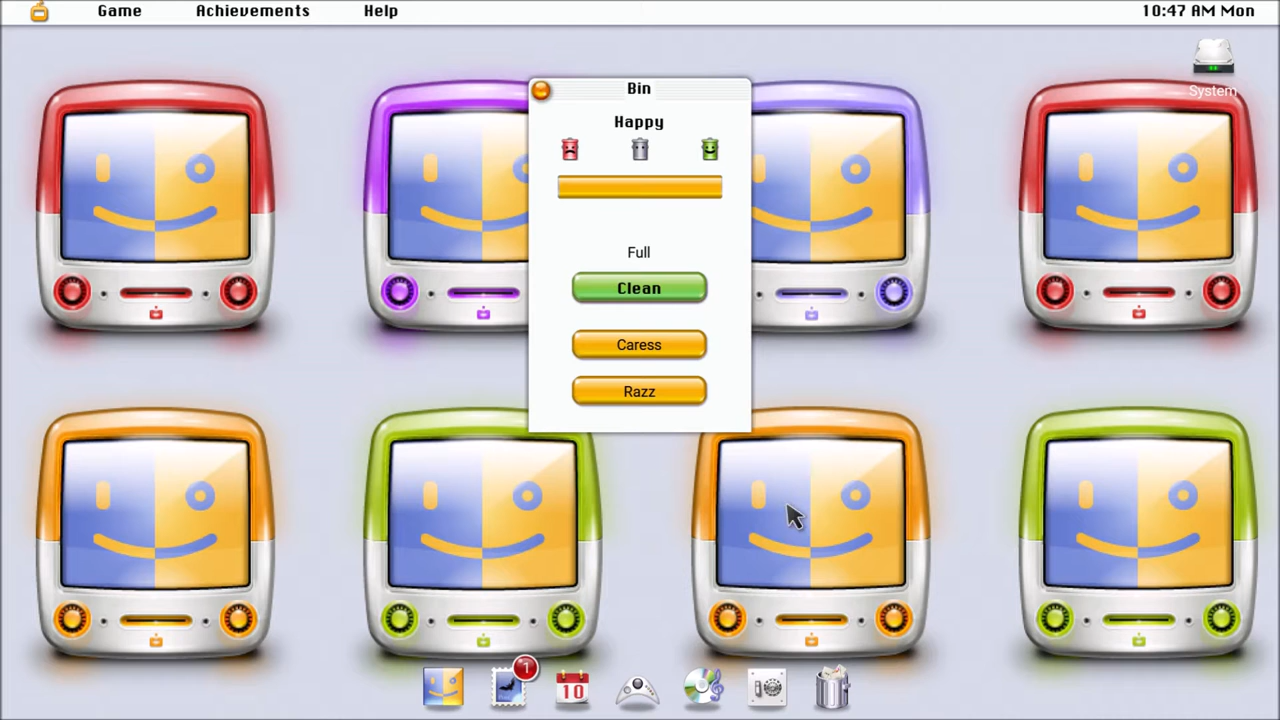 Game Achievements Help 10:47 AM Mon
System
Bin
Happy
Full
Clean
Caress
Razz
1
10